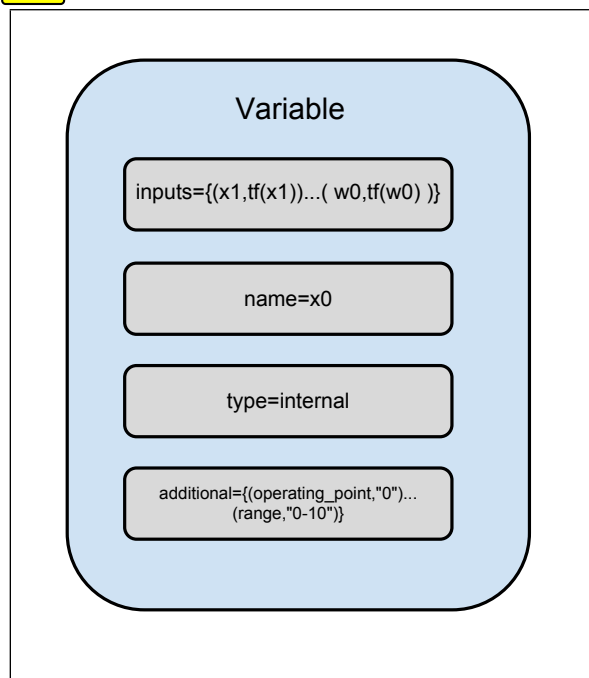 Variable
inputs={(x1,tf(x1))...( w0,tf(w0) )}
name=x0
type=internal
additional={(operating_point,"0")...
(range,"0-10")}